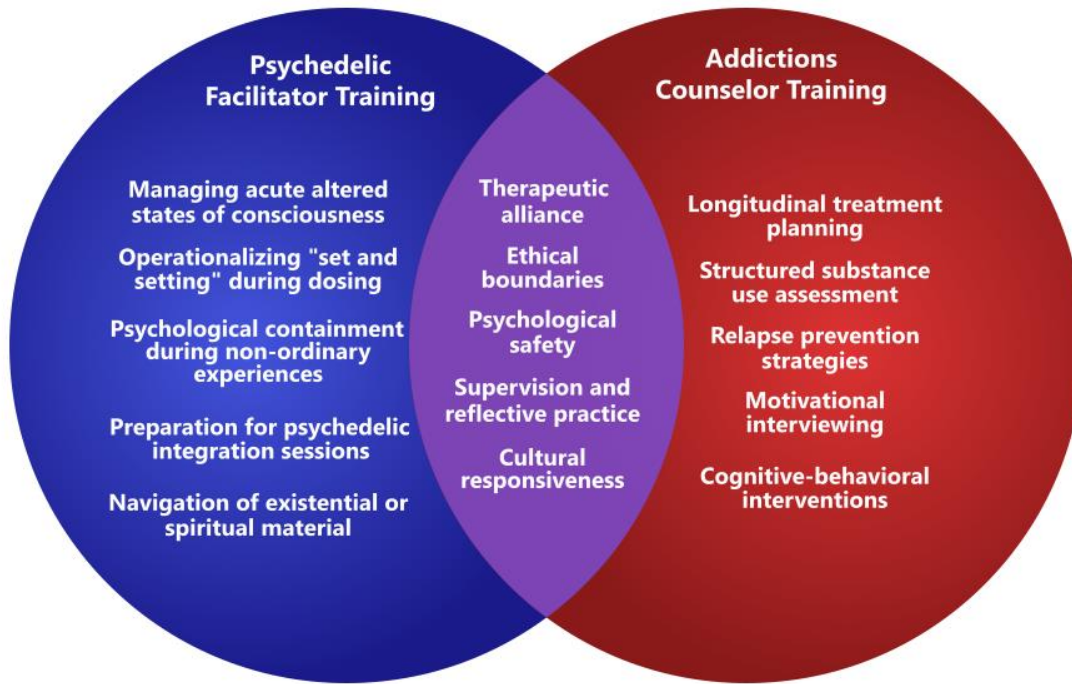 Psychedelic
Facilitator Training
Managing acute altered
states of consciousness
Operationalizing "set and
setting" during dosing
Psychological containment
during non-ordinary
experiences
Preparation for psychedelic
integration sessions
Navigation of existential or
spiritual material
Therapeutic
alliance
Ethical
boundaries
Psychological
safety
Supervision and
reflective practice
Cultural
responsiveness
Addictions
Counselor Training
Longitudinal treatment
planning
Structured substance
use assessment
Relapse prevention
strategies
Motivational
interviewing
Cognitive-behavioral
interventions